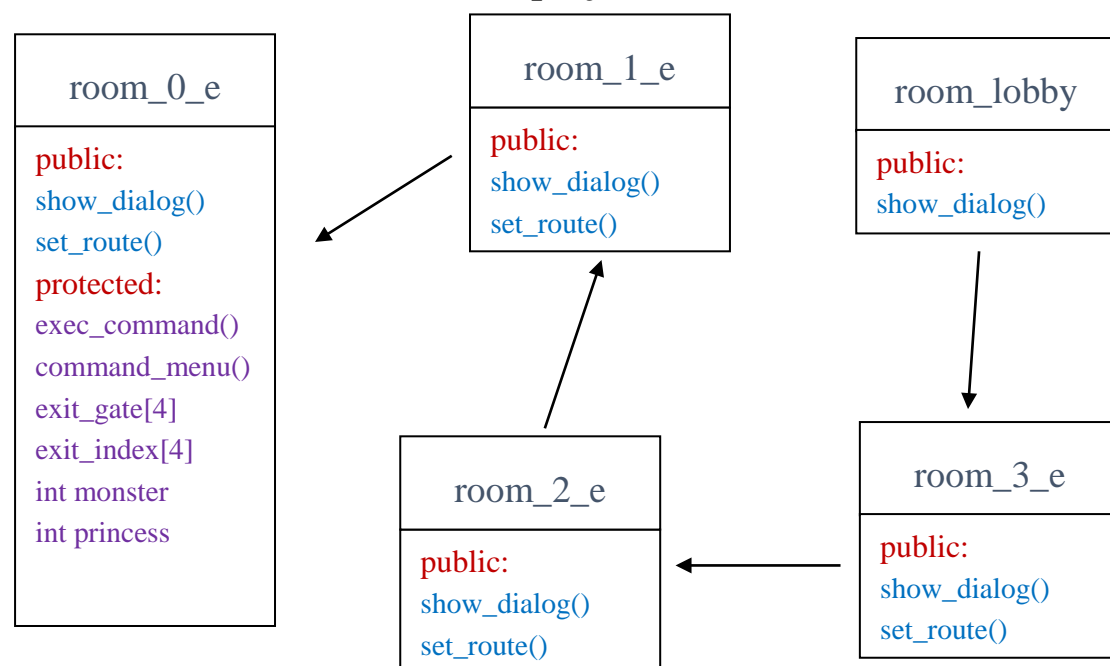 room_0_e
public:
show_dialog()
set_route()
protected:
exec_command()
command_menu()
exit_gate[4]
exit_index[4]
int monster
int princess
room_1_e
public:
show_dialog()
set_route()
room_lobby
public:
show_dialog()
room_2_e
public:
show_dialog()
set_route()
room_3_e
public:
show_dialog()
set_route()